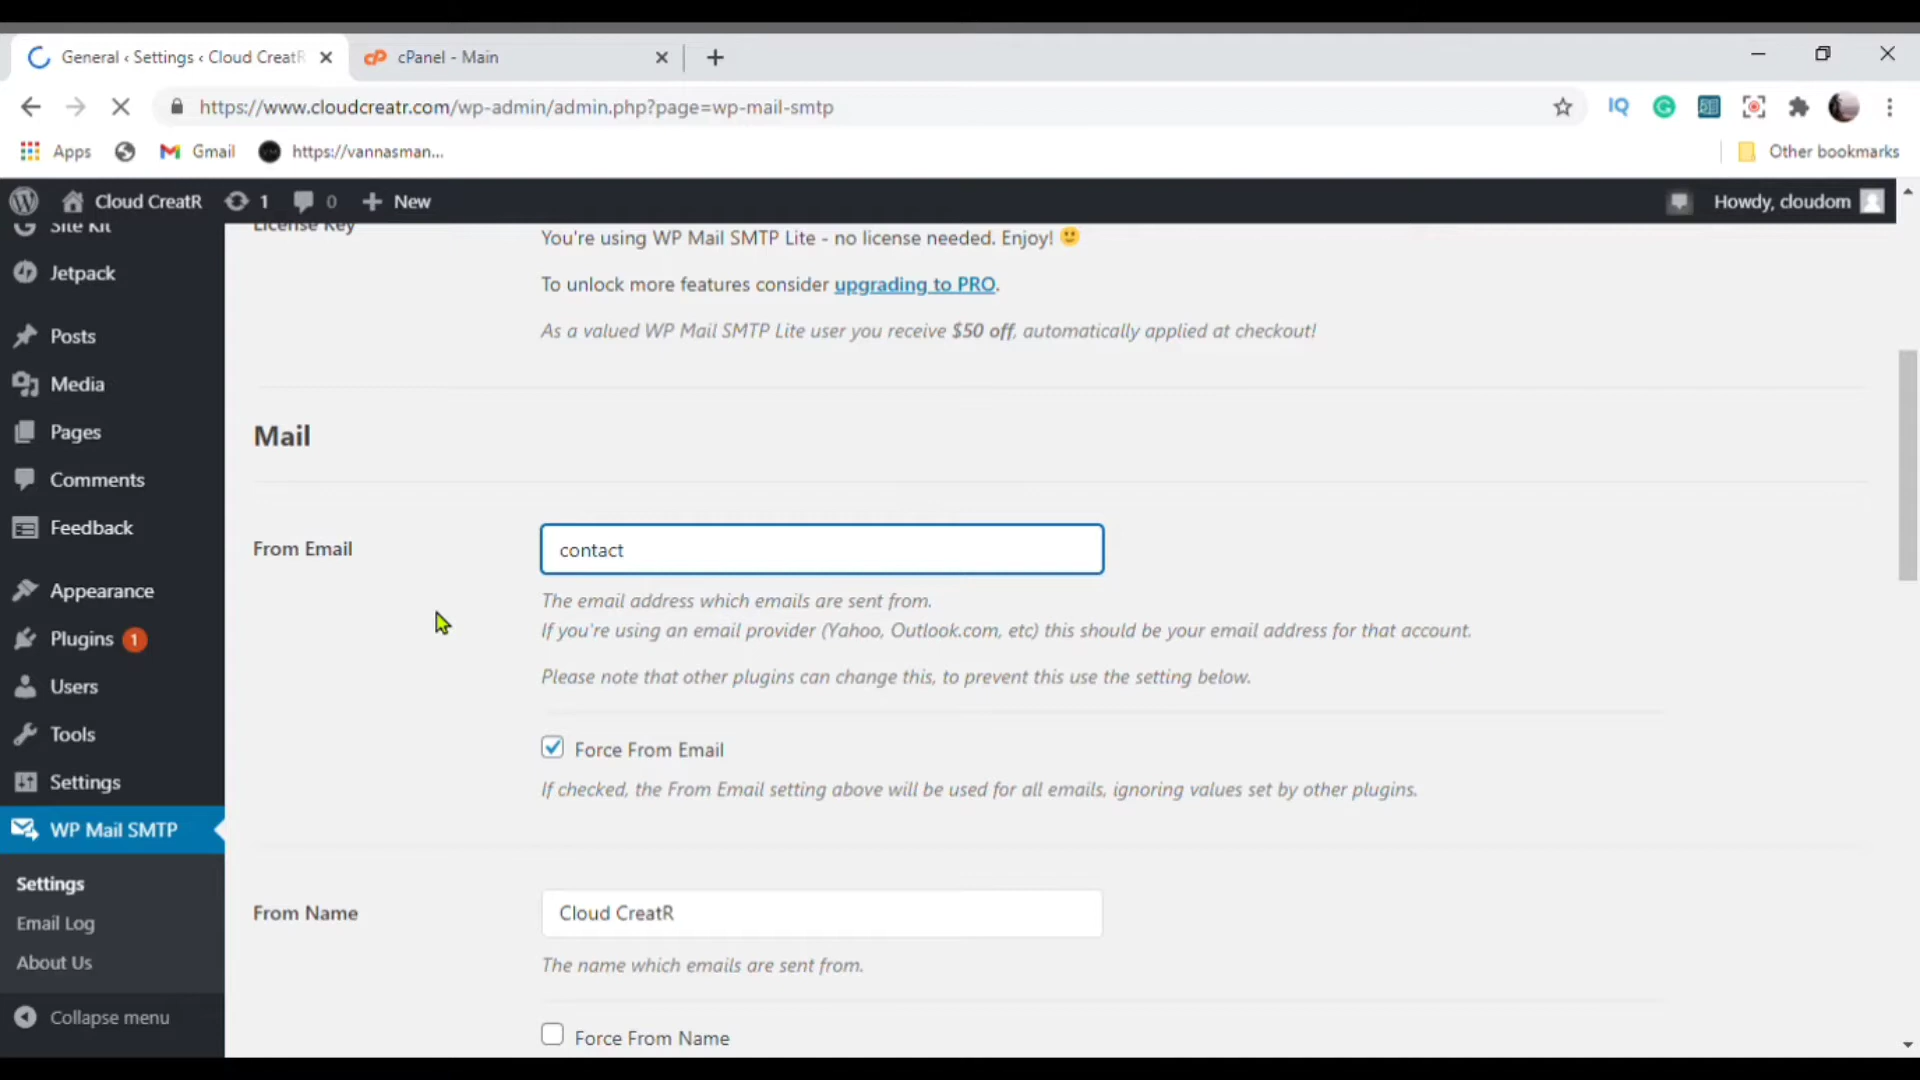 General ‹ Settings ‹ Cloud CreatR
cPanel - Main
https://www.cloudcreatr.com/wp-admin/admin.php?page=wp-mail-smtp
IQ
Apps
Gmail
https://vannasman...
Other bookmarks
Cloud CreatR
1
0
New
Howdy, cloudom
Site Kit
Jetpack
Posts
Media
Pages
Comments
Feedback
Appearance
Plugins 1
Users
Tools
Settings
WP Mail SMTP
Settings
Email Log
About Us
Collapse menu
License Key
You're using WP Mail SMTP Lite - no license needed. Enjoy! 🙂
To unlock more features consider upgrading to PRO.
As a valued WP Mail SMTP Lite user you receive $50 off, automatically applied at checkout!
Mail
From Email
contact
The email address which emails are sent from.
If you're using an email provider (Yahoo, Outlook.com, etc) this should be your email address for that account.
Please note that other plugins can change this, to prevent this use the setting below.
Force From Email
If checked, the From Email setting above will be used for all emails, ignoring values set by other plugins.
From Name
Cloud CreatR
The name which emails are sent from.
Force From Name